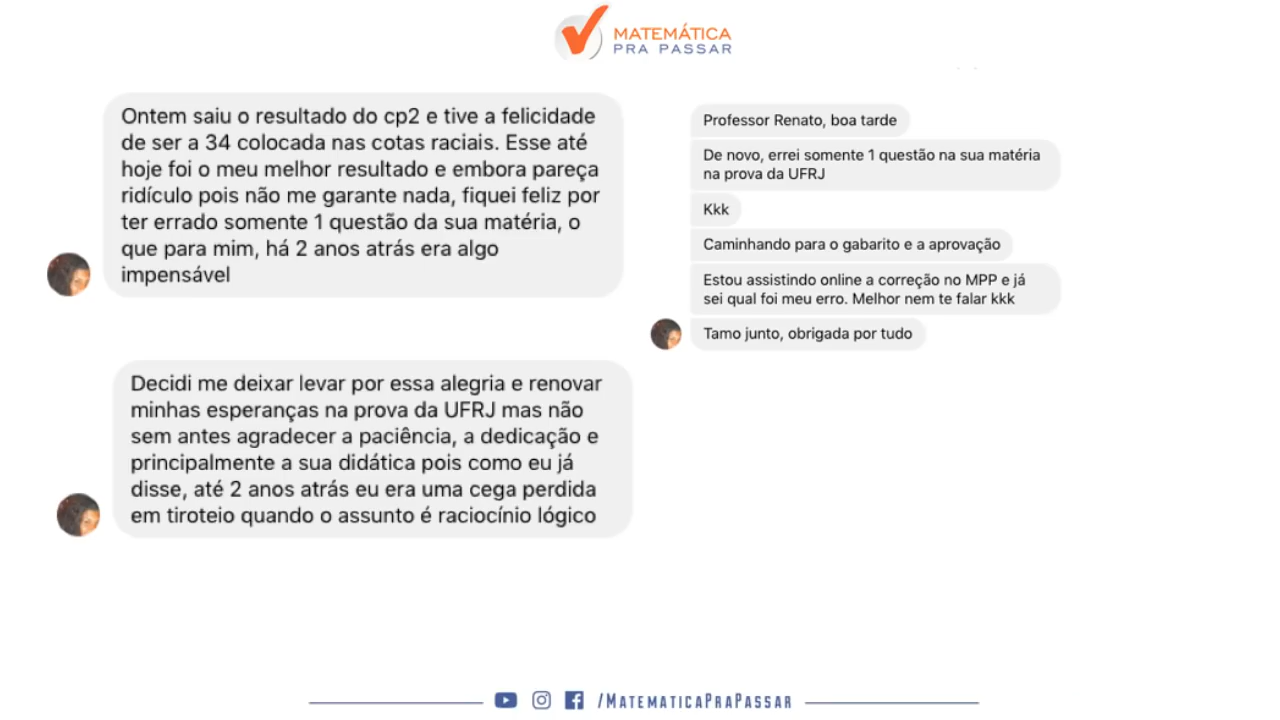 MATEMÁTICA
PRA PASSAR
Ontem saiu o resultado do cp2 e tive a felicidade
de ser a 34 colocada nas cotas raciais. Esse até
hoje foi o meu melhor resultado e embora pareça
ridículo pois não me garante nada, fiquei feliz por
ter errado somente 1 questão da sua matéria, o
que para mim, há 2 anos atrás era algo
impensável
Decidi me deixar levar por essa alegria e renovar
minhas esperanças na prova da UFRJ mas não
sem antes agradecer a paciência, a dedicação e
principalmente a sua didática pois como eu já
disse, até 2 anos atrás eu era uma cega perdida
em tiroteio quando o assunto é raciocínio lógico
Professor Renato, boa tarde
De novo, errei somente 1 questão na sua matéria
na prova da UFRJ
Kkk
Caminhando para o gabarito e a aprovação
Estou assistindo online a correção no MPP e já
sei qual foi meu erro. Melhor nem te falar kkk
Tamo junto, obrigada por tudo
/MATEMATICAPRAPASSAR